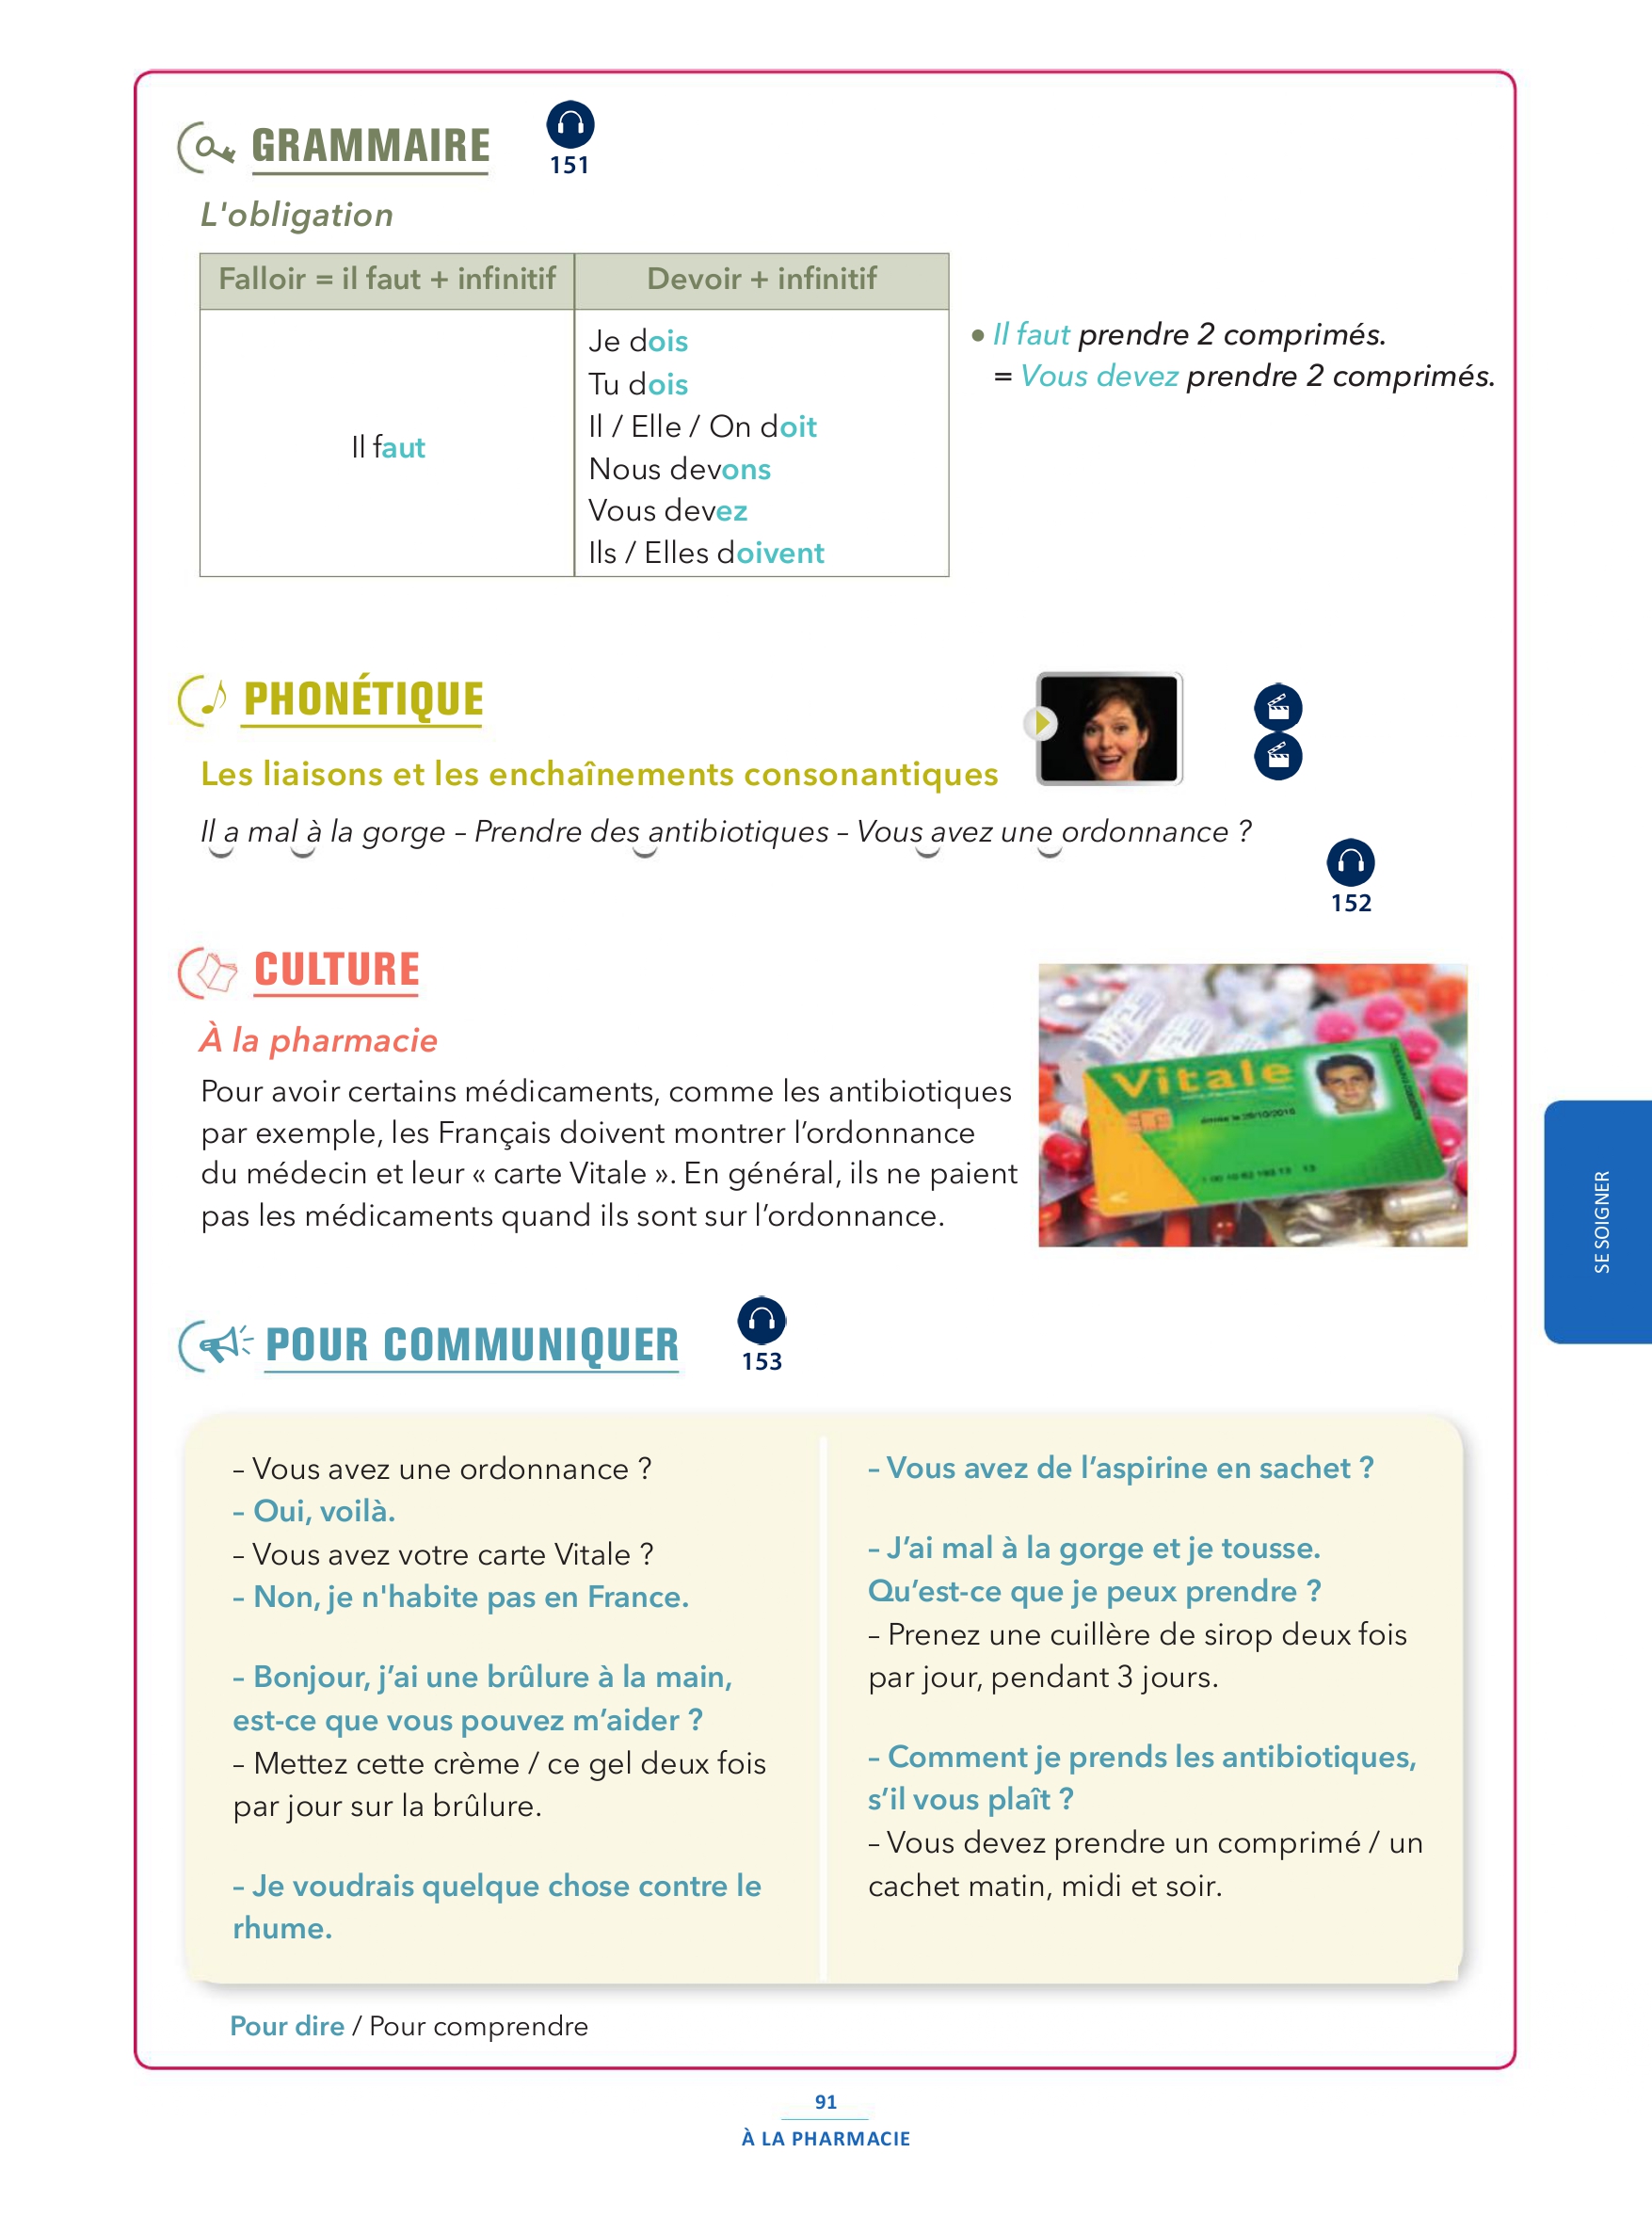 GRAMMAIRE
151
L'obligation
Falloir = il faut + infinitif
Devoir + infinitif
Il faut
Je dois
Tu dois
Il / Elle / On doit
Nous devons
Vous devez
Ils / Elles doivent
• Il faut prendre 2 comprimés.
= Vous devez prendre 2 comprimés.
PHONÉTIQUE
Les liaisons et les enchaînements consonantiques
Il a mal à la gorge – Prendre des antibiotiques – Vous avez une ordonnance ?
152
CULTURE
À la pharmacie
Pour avoir certains médicaments, comme les antibiotiques
par exemple, les Français doivent montrer l’ordonnance
du médecin et leur « carte Vitale ». En général, ils ne paient
pas les médicaments quand ils sont sur l’ordonnance.
Vitale
SE SOIGNER
POUR COMMUNIQUER
153
– Vous avez une ordonnance ?
– Oui, voilà.
– Vous avez votre carte Vitale ?
– Non, je n'habite pas en France.
– Bonjour, j’ai une brûlure à la main,
est-ce que vous pouvez m’aider ?
– Mettez cette crème / ce gel deux fois
par jour sur la brûlure.
– Je voudrais quelque chose contre le
rhume.
– Vous avez de l’aspirine en sachet ?
– J’ai mal à la gorge et je tousse.
Qu’est-ce que je peux prendre ?
– Prenez une cuillère de sirop deux fois
par jour, pendant 3 jours.
– Comment je prends les antibiotiques,
s’il vous plaît ?
– Vous devez prendre un comprimé / un
cachet matin, midi et soir.
Pour dire / Pour comprendre
91
À LA PHARMACIE